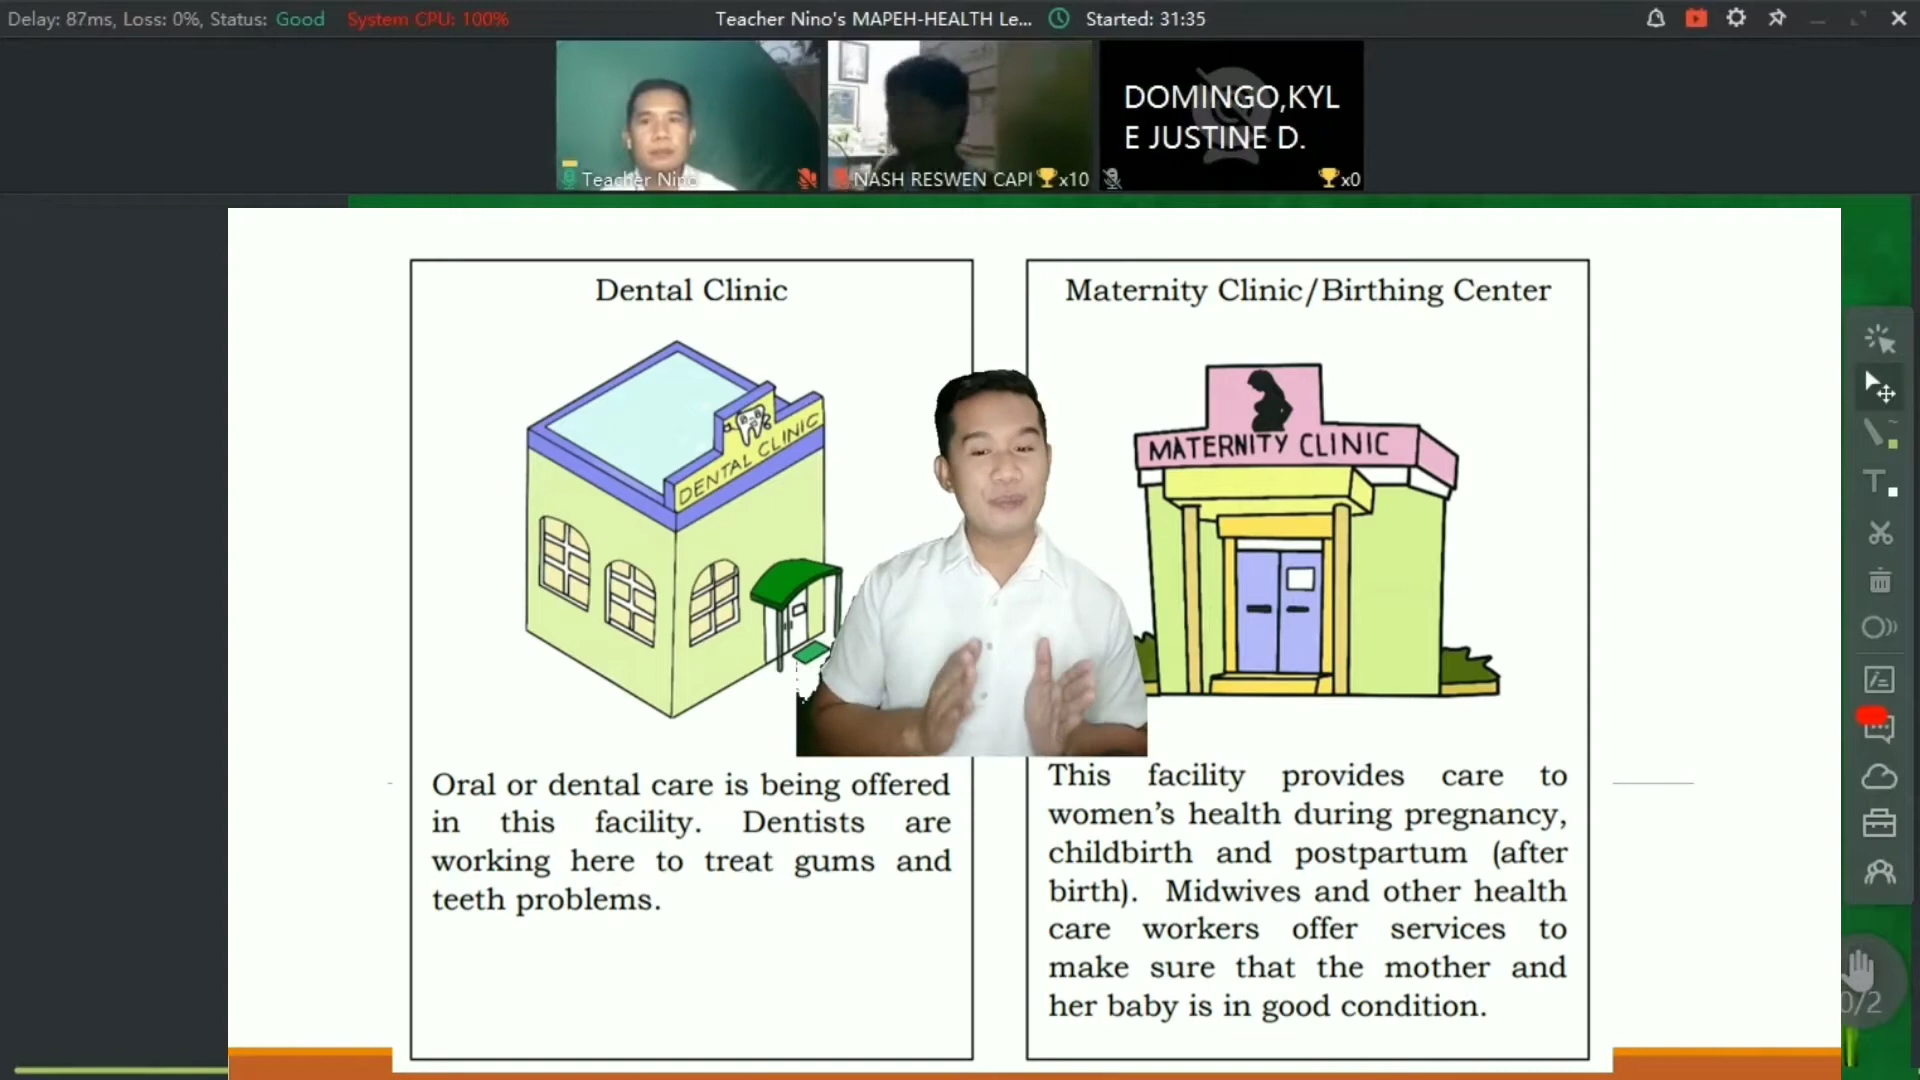 Delay: 87ms, Loss: 0%, Status: Good System CPU: 100%
Teacher Nino's MAPEH-HEALTH Le... Started: 31:35
Teacher Nino
NASH RESWEN CAPI x10
DOMINGO,KYL
E JUSTINE D.
x0
Dental Clinic
DENTAL CLINIC
Oral or dental care is being offered
in this facility. Dentists are
working here to treat gums and
teeth problems.
Maternity Clinic/Birthing Center
MATERNITY CLINIC
This facility provides care to
women's health during pregnancy,
childbirth and postpartum (after
birth). Midwives and other health
care workers offer services to
make sure that the mother and
her baby is in good condition.
0/2